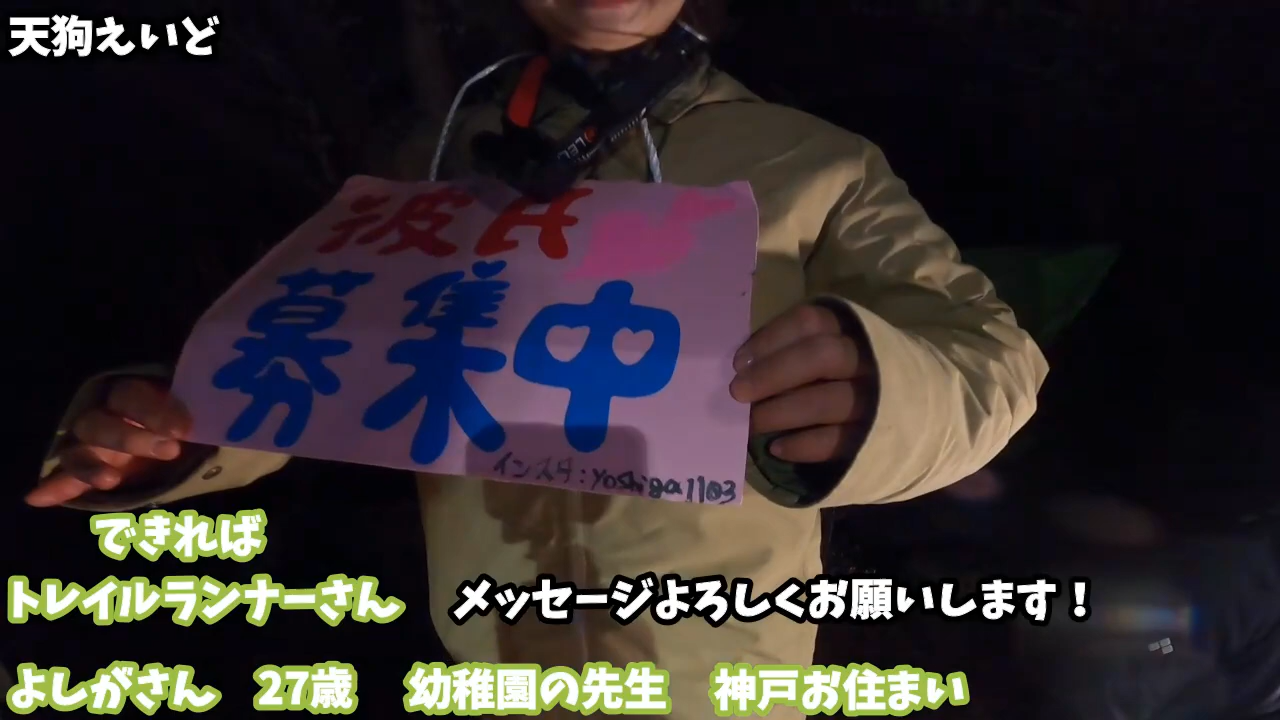 天狗えいど
彼氏
募集中
インスタ:yoshiga1103
できれば
トレイルランナーさん
メッセージよろしくお願いします!
よしがさん 27歳 幼稚園の先生 神戸お住まい